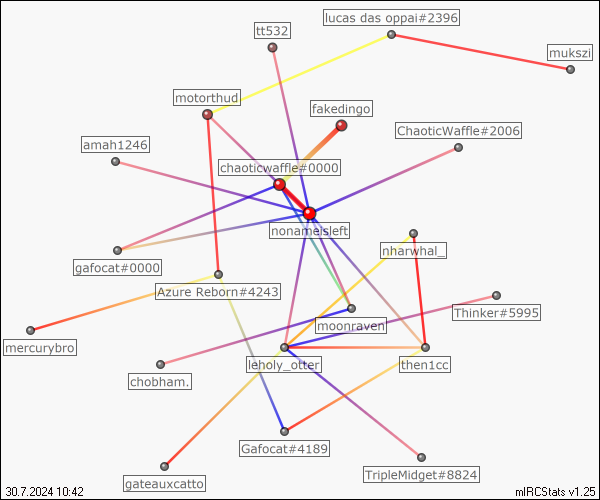 lucas das oppai#2396
tt532
mukszi
motorthud
fakedingo
ChaoticWaffle#2006
amah1246
chaoticwaffle#0000
nonameisleft
nharwhal_
gafocat#0000
Azure Reborn#4243
Thinker#5995
moonraven
mercurybro
leholy_otter
then1cc
chobham.
Gafocat#4189
TripleMidget#8824
gateauxcatto
30.7.2024 10:42
mIRCStats v1.25